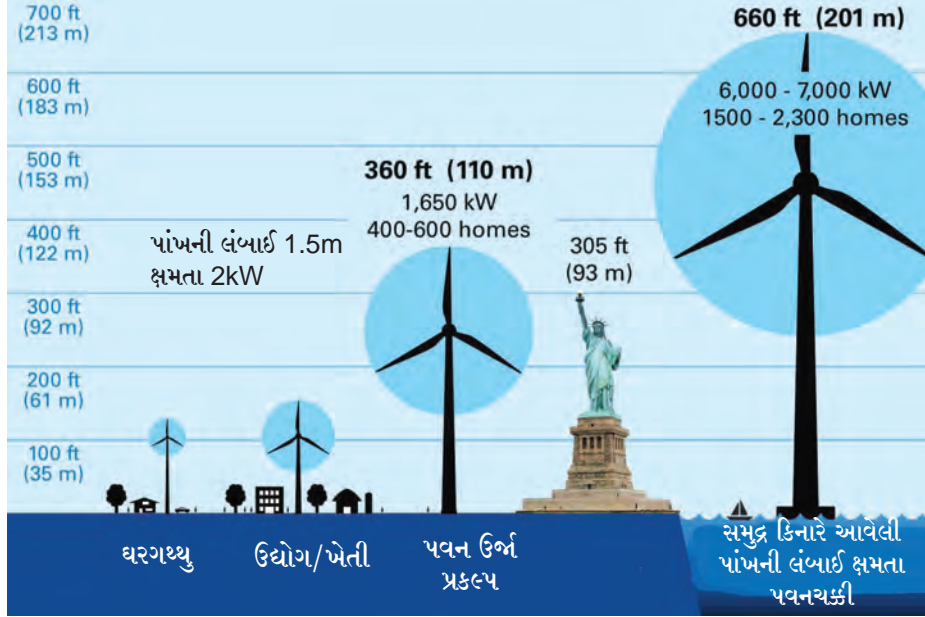 700 ft
(213 m)
600 ft
(183 m)
500 ft
(153 m)
400 ft
(122 m)
300 ft
(92 m)
200 ft
(61 m)
100 ft
(35 m)
પાંખની લંબાઈ 1.5m
ક્ષમતા 2kW
360 ft (110 m)
1,650 kW
400-600 homes
305 ft
(93 m)
660 ft (201 m)
6,000 - 7,000 kW
1500 - 2,300 homes
ઘરગથ્થુ
ઉદ્યોગ/ખેતી
પવન ઉર્જા
પ્રકલ્પ
સમુદ્ર કિનારે આવેલી
પાંખની લંબાઈ ક્ષમતા
પવનચક્કી